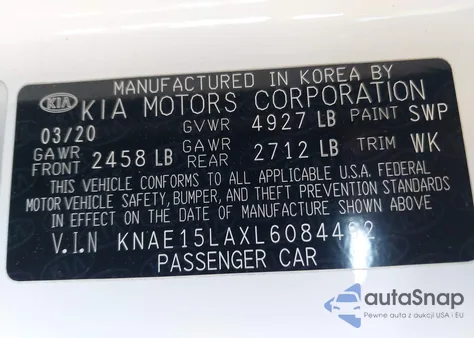 MANUFACTURED IN KOREA BY
KIA KIA MOTORS CORPORATION
03/20 GVWR 4927 LB PAINT SWP
GAWR FRONT 2458 LB GAWR REAR 2712 LB TRIM WK
THIS VEHICLE CONFORMS TO ALL APPLICABLE U.S.A. FEDERAL
MOTOR VEHICLE SAFETY, BUMPER, AND THEFT PREVENTION STANDARDS
IN EFFECT ON THE DATE OF MANUFACTURE SHOWN ABOVE
V.I.N KNAE15LAXL6084492
PASSENGER CAR
autoSnap
Pewne auta z aukcji USA i EU